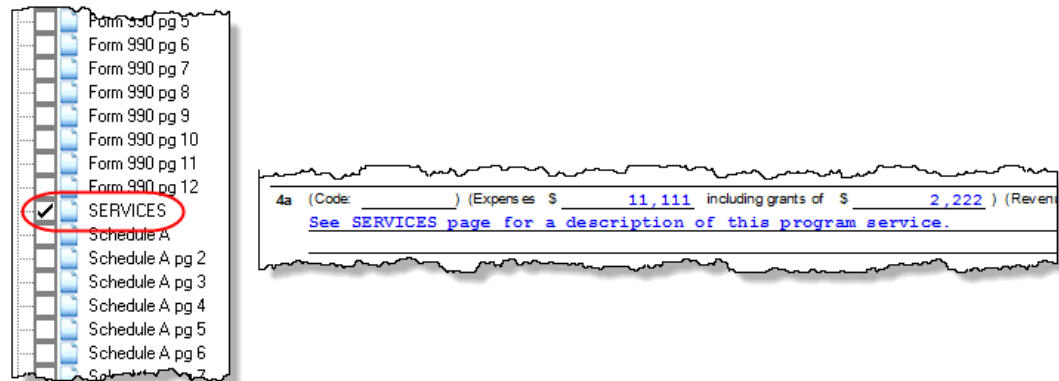 Form 990 pg 5
Form 990 pg 6
Form 990 pg 7
Form 990 pg 8
Form 990 pg 9
Form 990 pg 10
Form 990 pg 11
Form 990 pg 12
SERVICES
Schedule A
Schedule A pg 2
Schedule A pg 3
Schedule A pg 4
Schedule A pg 5
Schedule A pg 6
4a (Code: ) (Expenses $ 11,111 including grants of $ 2,222 )
See SERVICES page for a description of this program service.